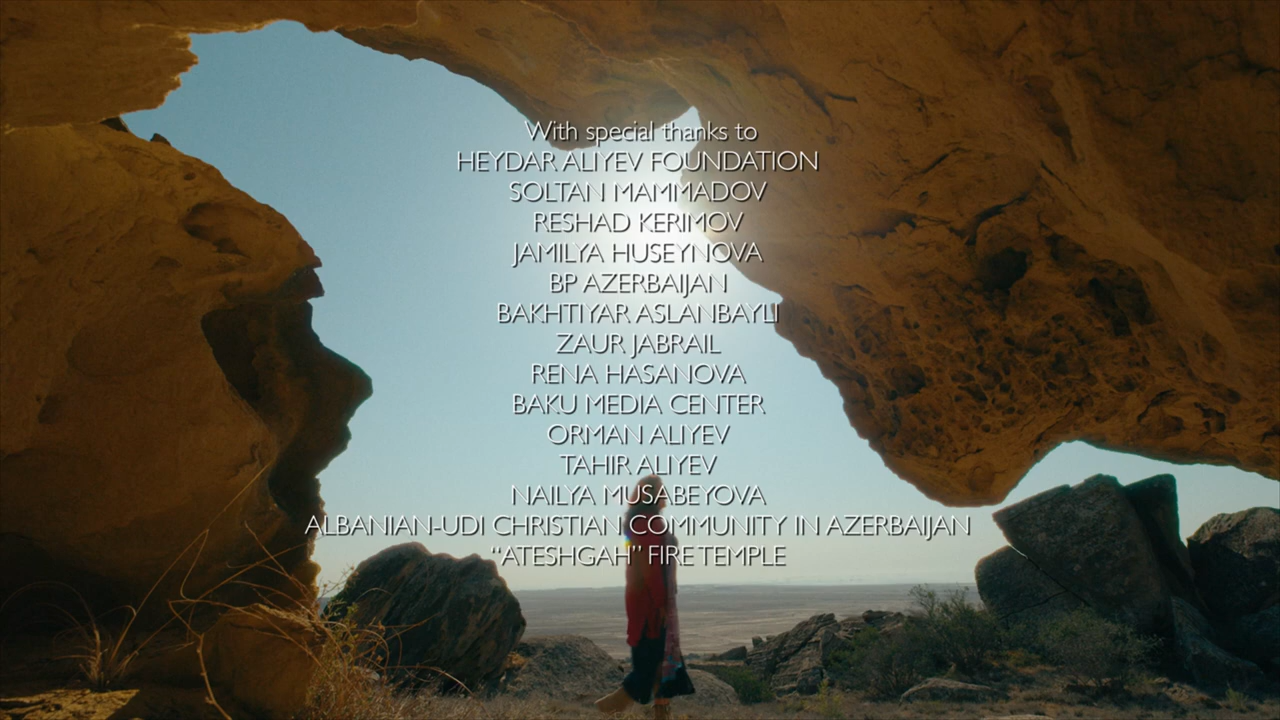 With special thanks to
HEYDAR ALIYEV FOUNDATION
SOLTAN MAMMADOV
RESHAD KERIMOV
JAMILYA HUSEYNOVA
BP AZERBAIJAN
BAKHTIYAR ASLANBAYLI
ZAUR JABRAIL
RENA HASANOVA
BAKU MEDIA CENTER
ORMAN ALIYEV
TAHIR ALIYEV
NAILYA MUSABEYOVA
ALBANIAN-UDI CHRISTIAN COMMUNITY IN AZERBAIJAN
“ATESHGAH” FIRE TEMPLE